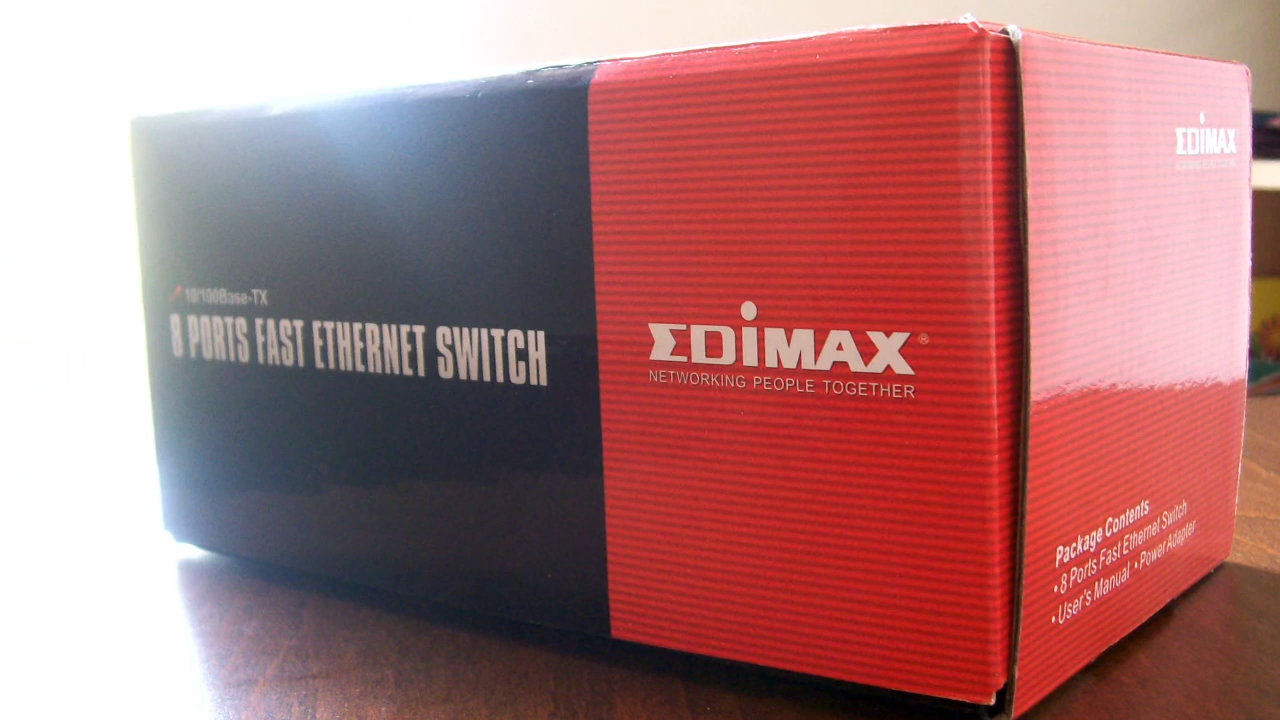 10/100Base-TX
8 PORTS FAST ETHERNET SWITCH
EDiMAX®
NETWORKING PEOPLE TOGETHER
EDiMAX
Package Contents
• 8 Ports Fast Ethernet Switch
• User's Manual • Power Adapter